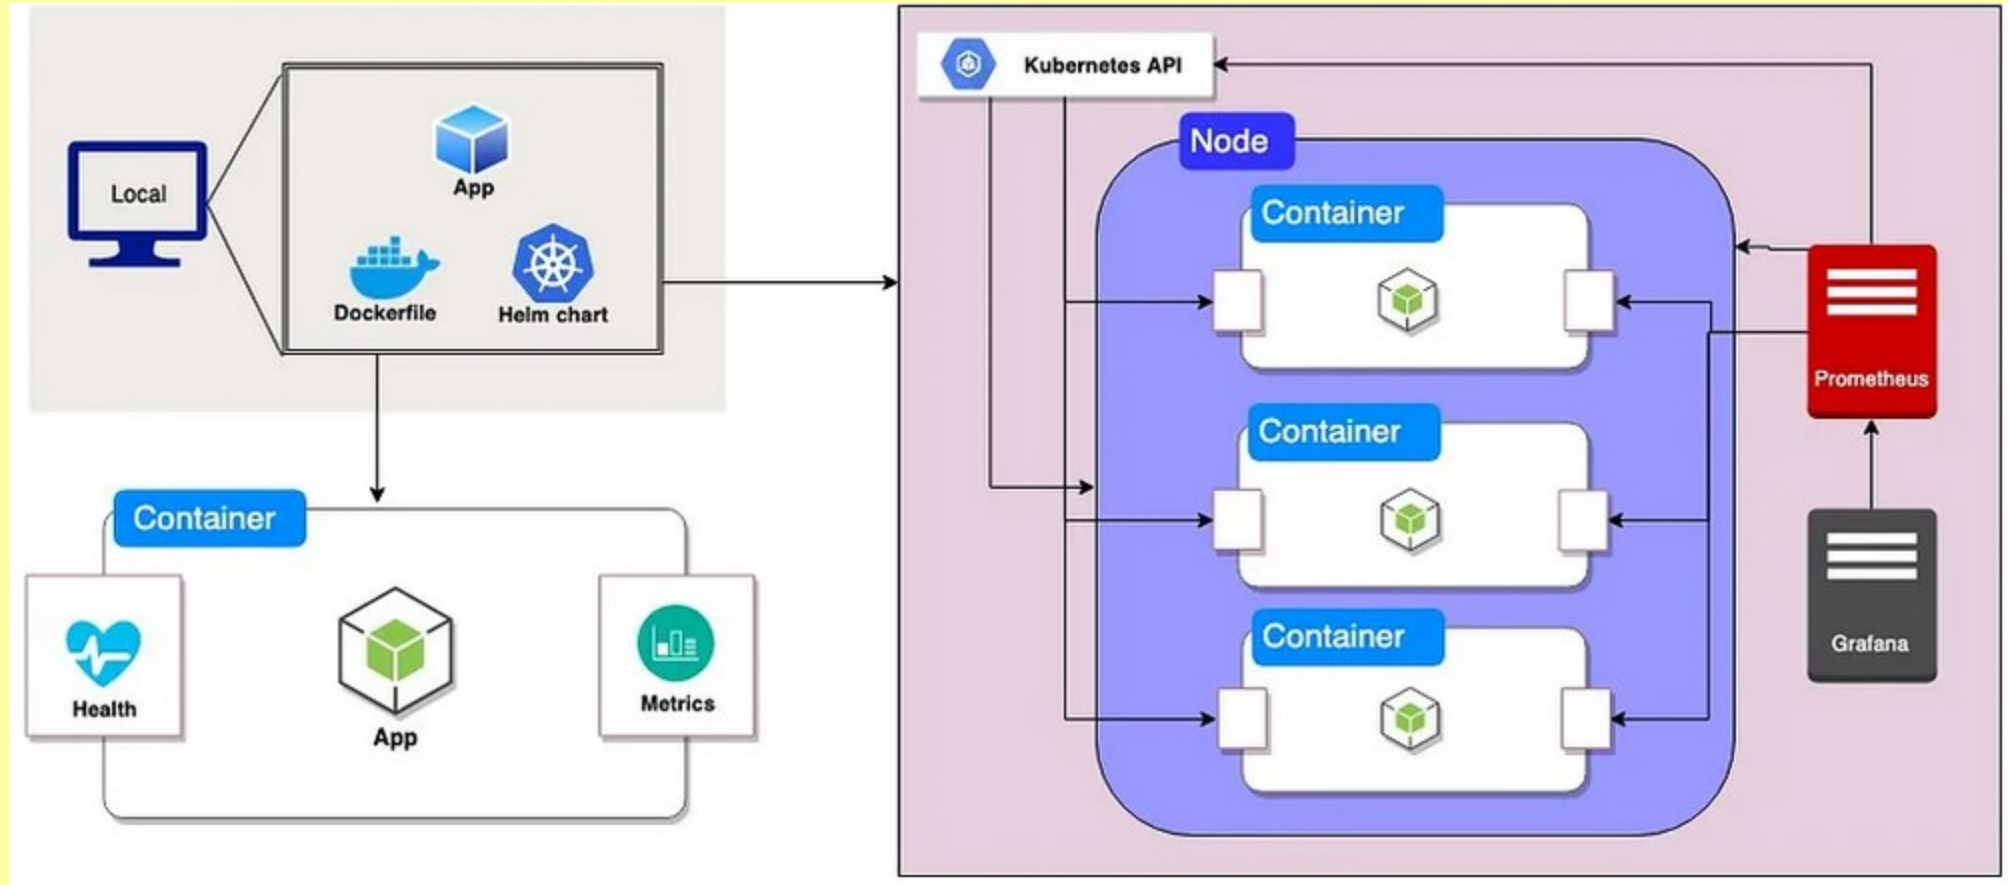 Local
App
Dockerfile
Helm chart
Container
Health
App
Metrics
Kubernetes API
Node
Container
Container
Container
Prometheus
Grafana